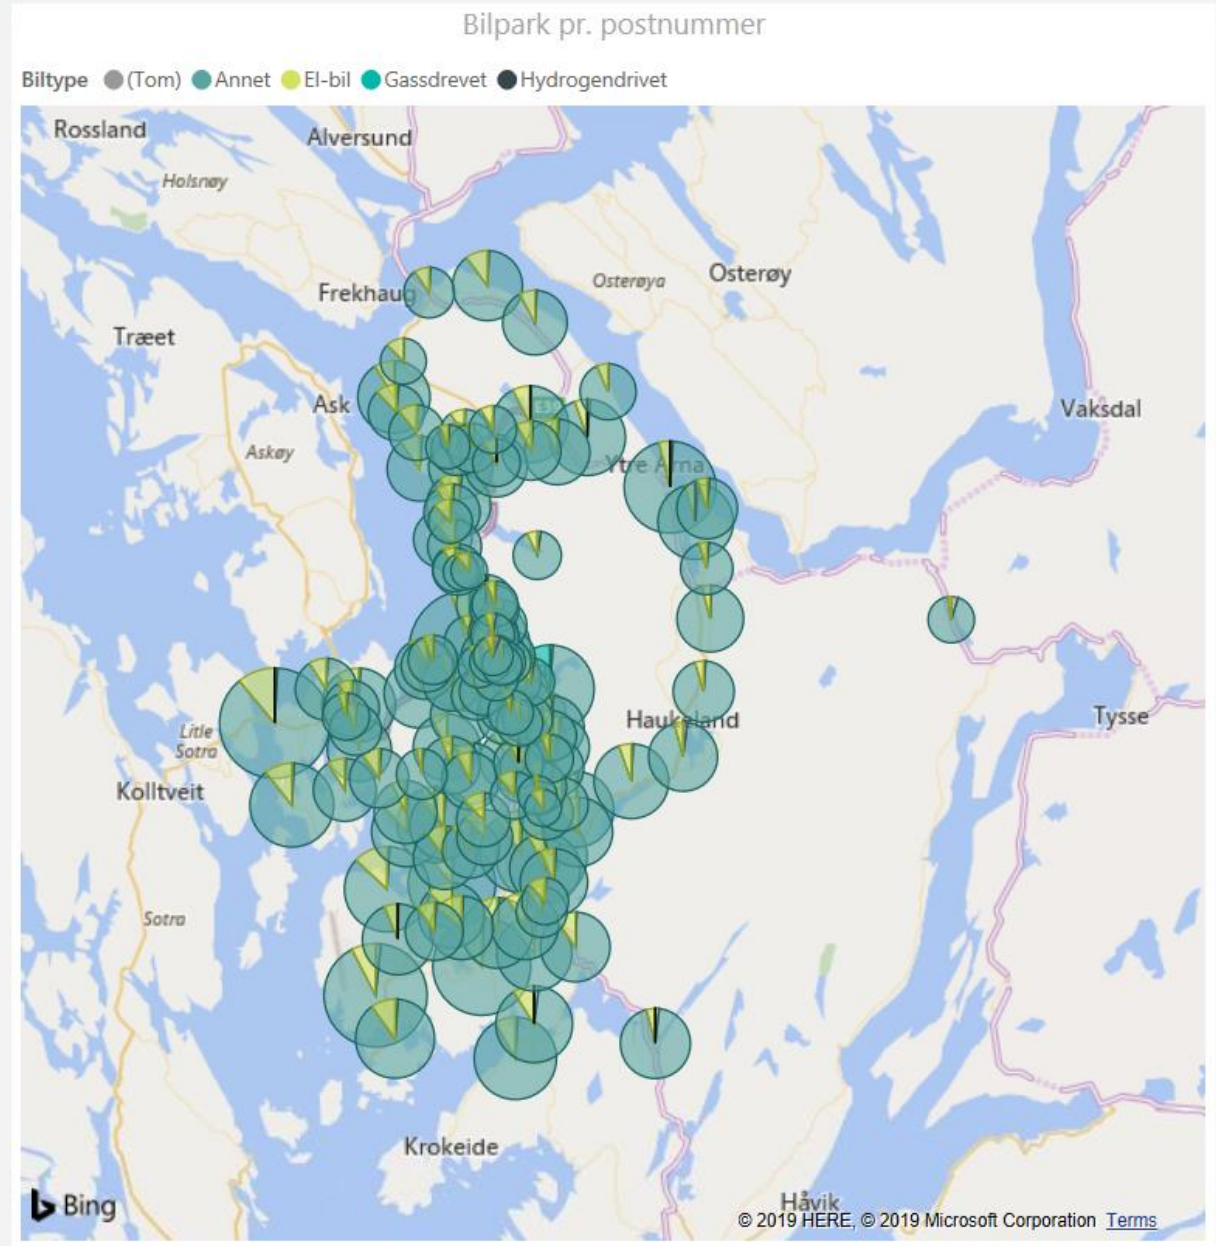 Bilpark pr. postnummer
Biltype (Tom) Annet El-bil Gassdrevet Hydrogendrivet
Rossland
Alversund
Holsnøy
Osterøy
Osterøya
Frekhaug
Træet
Ask
Vaksdal
Askøy
Ytre Arna
Tysse
Haukeland
Litle
Sotra
Kolltveit
Sotra
Krokeide
Håvik
Bing
© 2019 HERE, © 2019 Microsoft Corporation Terms